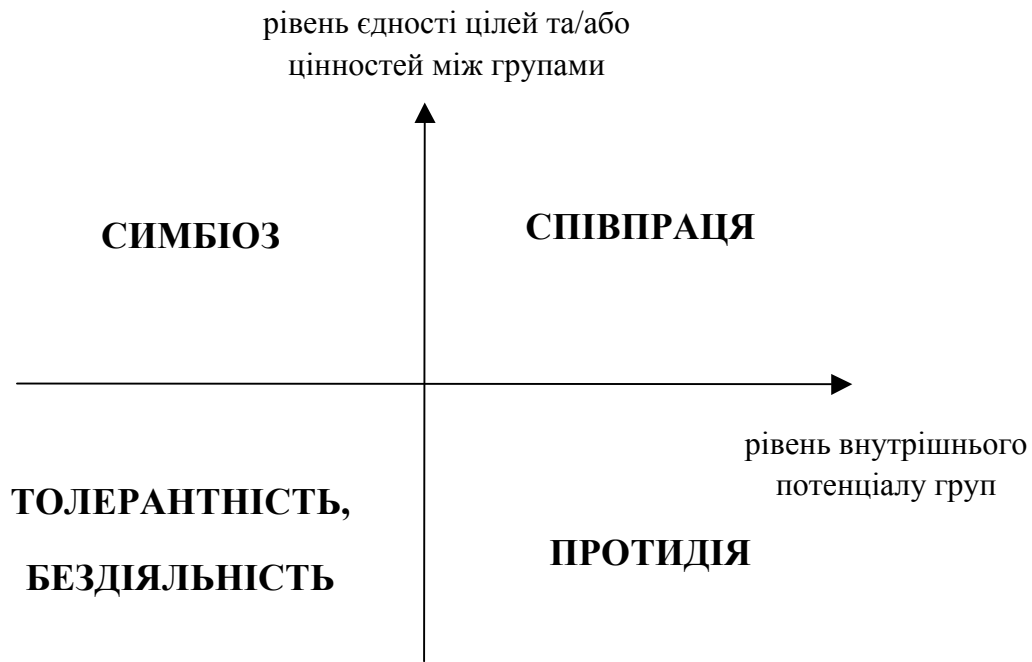 рівень єдності цілей та/або
цінностей між групами
СИМБІОЗ
СПІВПРАЦЯ
рівень внутрішнього
потенціалу груп
ТОЛЕРАНТНІСТЬ,
БЕЗДІЯЛЬНІСТЬ
ПРОТИДІЯ